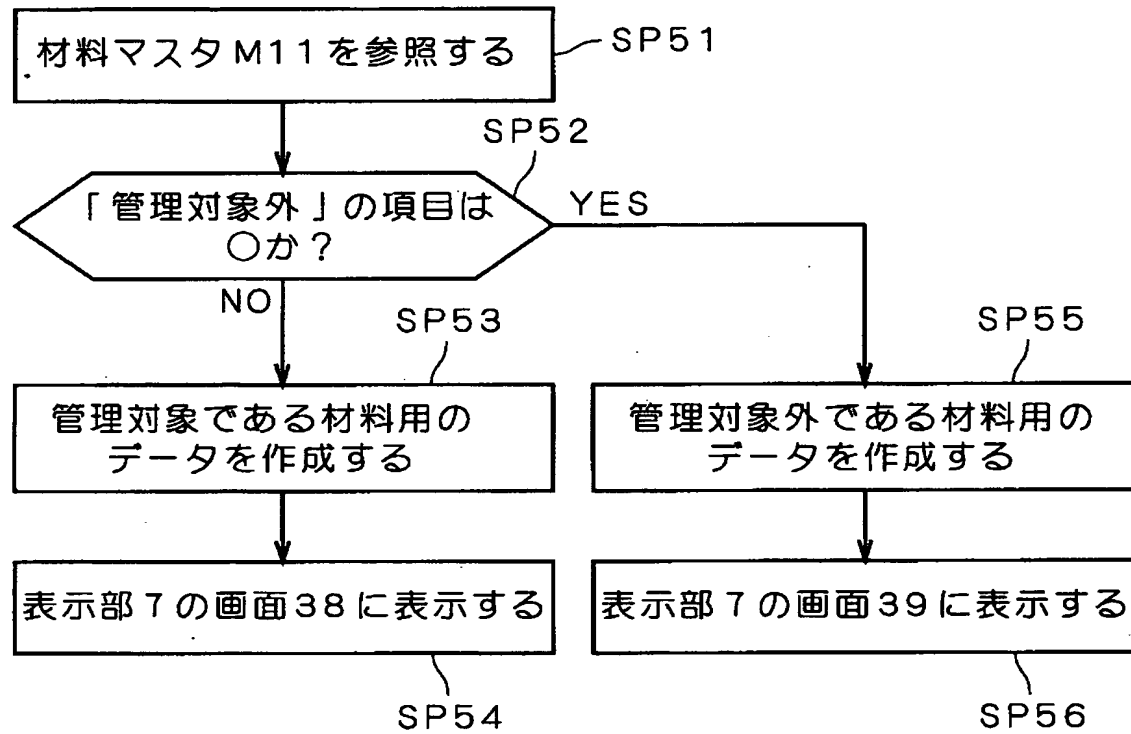 材料マスタM11を参照する
SP51
SP52
「管理対象外」の項目は
○か?
YES
NO
SP53
SP55
管理対象である材料用の
データを作成する
管理対象外である材料用の
データを作成する
表示部7の画面38に表示する
表示部7の画面39に表示する
SP54
SP56